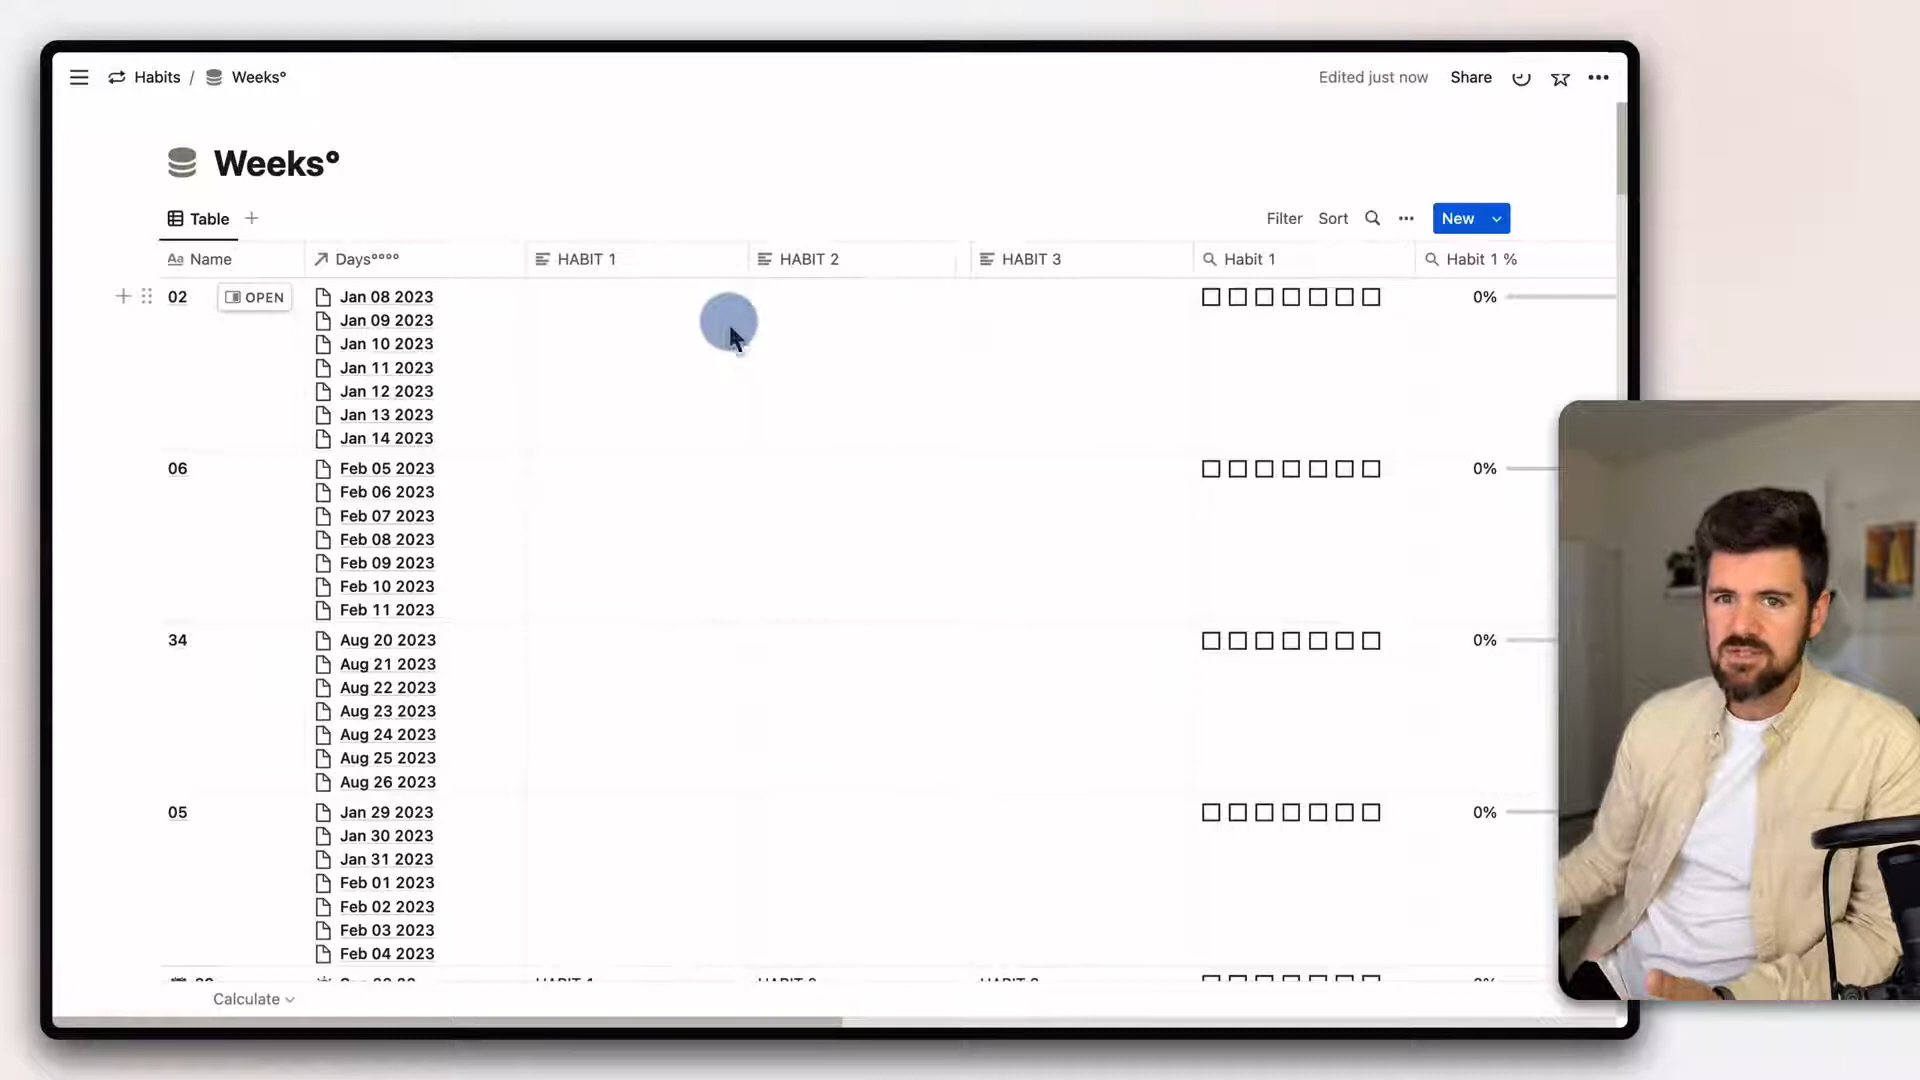 Habits / Weeks°
Edited just now Share
Weeks°
Table
Filter Sort New
Aa Name Days°°°° HABIT 1 HABIT 2 HABIT 3 Habit 1 Habit 1 %
02 OPEN Jan 08 2023 0%
Jan 09 2023
Jan 10 2023
Jan 11 2023
Jan 12 2023
Jan 13 2023
Jan 14 2023
06 Feb 05 2023 0%
Feb 06 2023
Feb 07 2023
Feb 08 2023
Feb 09 2023
Feb 10 2023
Feb 11 2023
34 Aug 20 2023 0%
Aug 21 2023
Aug 22 2023
Aug 23 2023
Aug 24 2023
Aug 25 2023
Aug 26 2023
05 Jan 29 2023 0%
Jan 30 2023
Jan 31 2023
Feb 01 2023
Feb 02 2023
Feb 03 2023
Feb 04 2023
Calculate